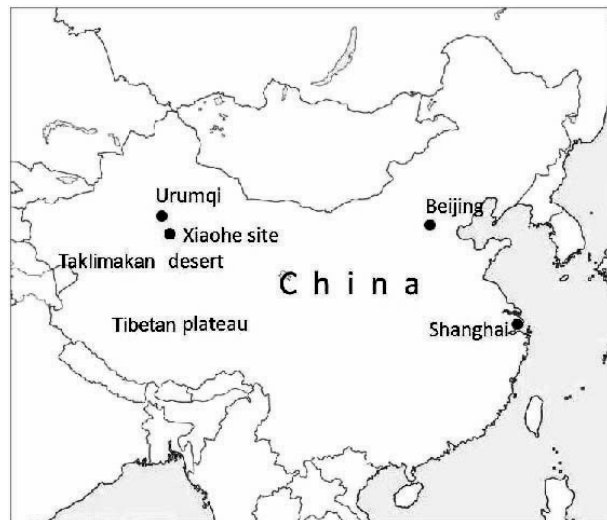 Urumqi
Beijing
Xiaohe site
Taklimakan desert
China
Tibetan plateau
Shanghai